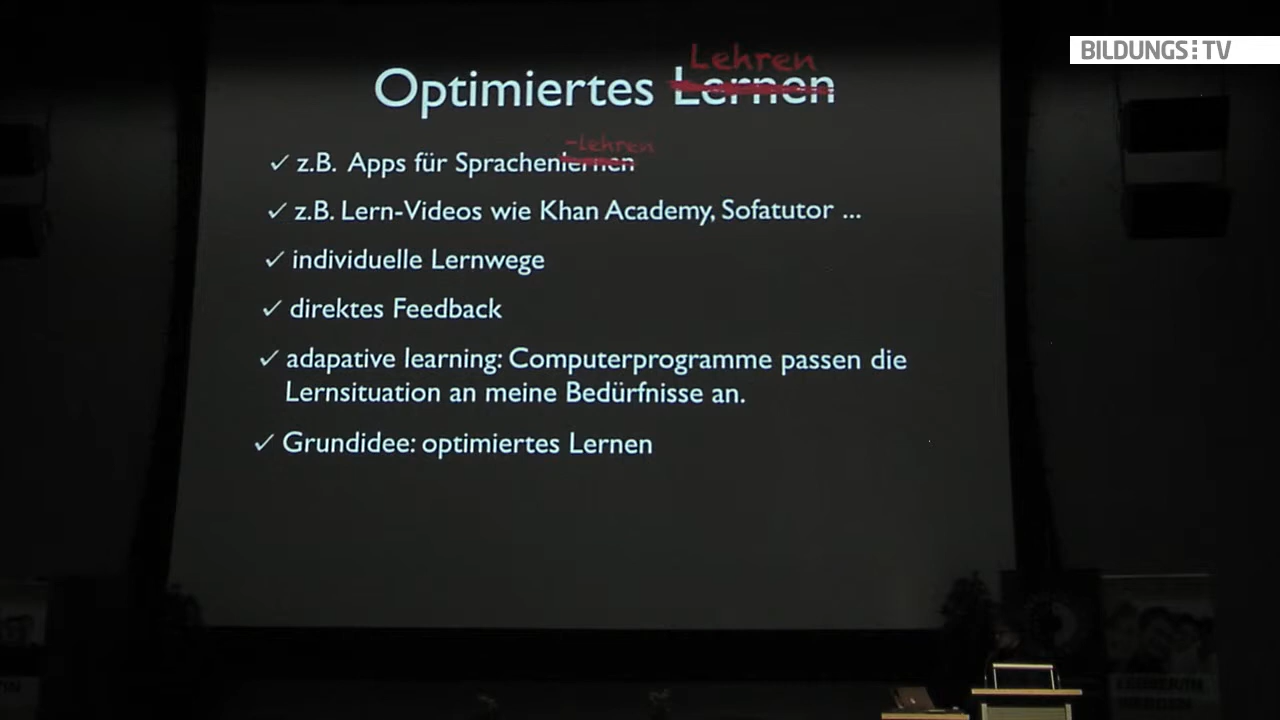 BILDUNGS:TV
Lehren
Optimiertes Lernen
-lehren
✓ z.B. Apps für Sprachenlernen
✓ z.B. Lern-Videos wie Khan Academy, Sofatutor ...
✓ individuelle Lernwege
✓ direktes Feedback
✓ adapative learning: Computerprogramme passen die
Lernsituation an meine Bedürfnisse an.
✓ Grundidee: optimiertes Lernen